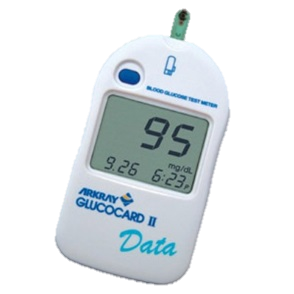 BLOOD GLUCOSE TEST METER
95
mg/dL
9.26 6:23 P
ARKRAY
GLUCOCARD II
Data